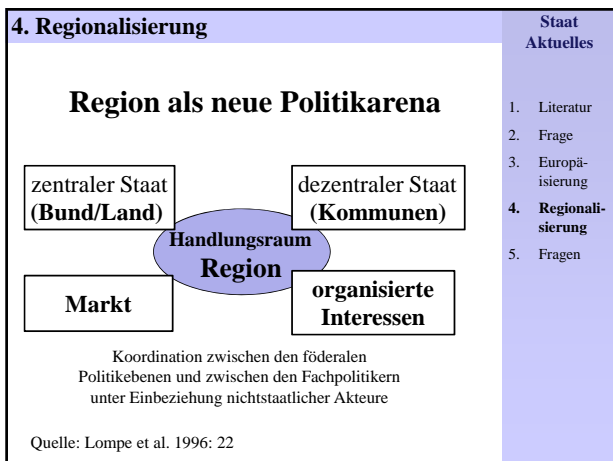 4. Regionalisierung
Region als neue Politikarena
zentraler Staat
(Bund/Land)
dezentraler Staat
(Kommunen)
Handlungsraum
Region
Markt
organisierte
Interessen
Koordination zwischen den föderalen
Politikebenen und zwischen den Fachpolitikern
unter Einbeziehung nichtstaatlicher Akteure
Quelle: Lompe et al. 1996: 22
Staat
Aktuelles
1. Literatur
2. Frage
3. Europä-
isierung
4. Regionali-
sierung
5. Fragen